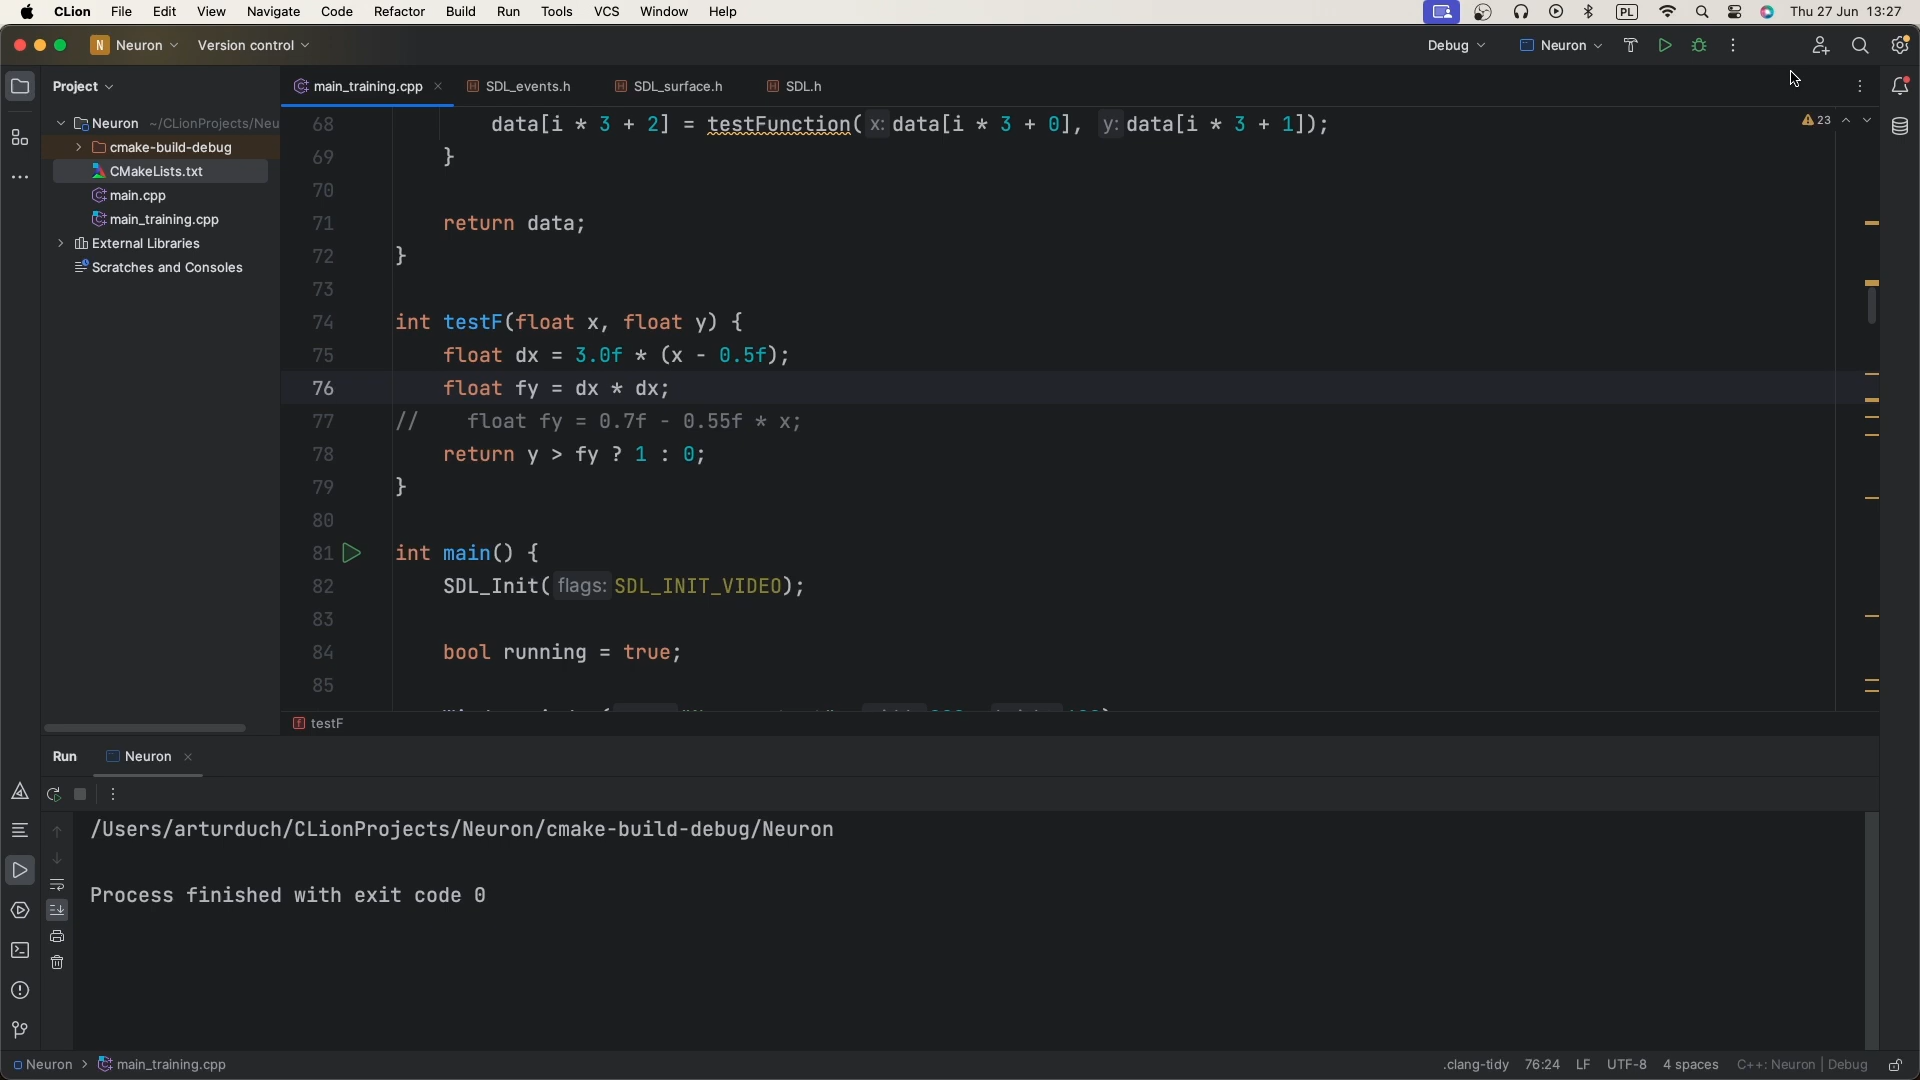 CLion File Edit View Navigate Code Refactor Build Run Tools VCS Window Help PL Thu 27 Jun 13:27
N Neuron Version control Debug Neuron
Project main_training.cpp SDL_events.h SDL_surface.h SDL.h
Neuron ~/CLionProjects/Neu
cmake-build-debug
CMakeLists.txt
main.cpp
main_training.cpp
External Libraries
Scratches and Consoles
23
68 data[i * 3 + 2] = testFunction( x: data[i * 3 + 0], y: data[i * 3 + 1]);
69 }
70
71 return data;
72 }
73
74 int testF(float x, float y) {
75 float dx = 3.0f * (x - 0.5f);
76 float fy = dx * dx;
77 // float fy = 0.7f - 0.55f * x;
78 return y > fy ? 1 : 0;
79 }
80
81 int main() {
82 SDL_Init( flags: SDL_INIT_VIDEO);
83
84 bool running = true;
85
testF
Run Neuron
/Users/arturduch/CLionProjects/Neuron/cmake-build-debug/Neuron
Process finished with exit code 0
Neuron > main_training.cpp .clang-tidy 76:24 LF UTF-8 4 spaces C++: Neuron | Debug